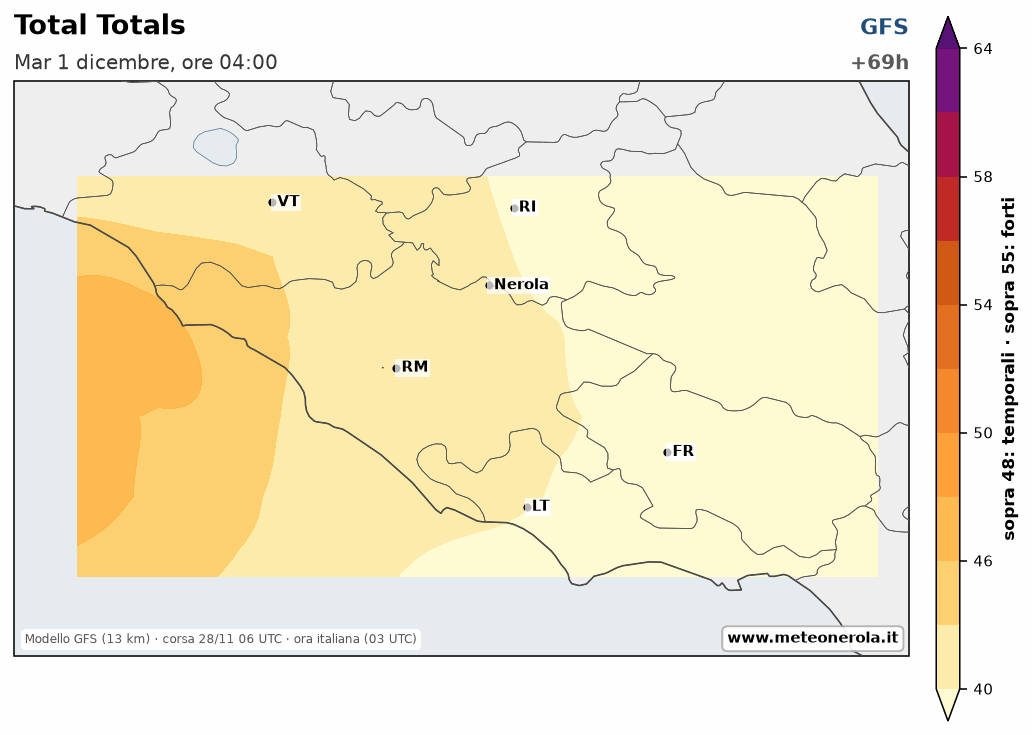 Total Totals
GFS
Mar 1 dicembre, ore 04:00
+69h
VT
RI
Nerola
RM
FR
LT
64
58
54
50
46
40
sopra 48: temporali · sopra 55: forti
Modello GFS (13 km) · corsa 28/11 06 UTC · ora italiana (03 UTC)
www.meteonerola.it